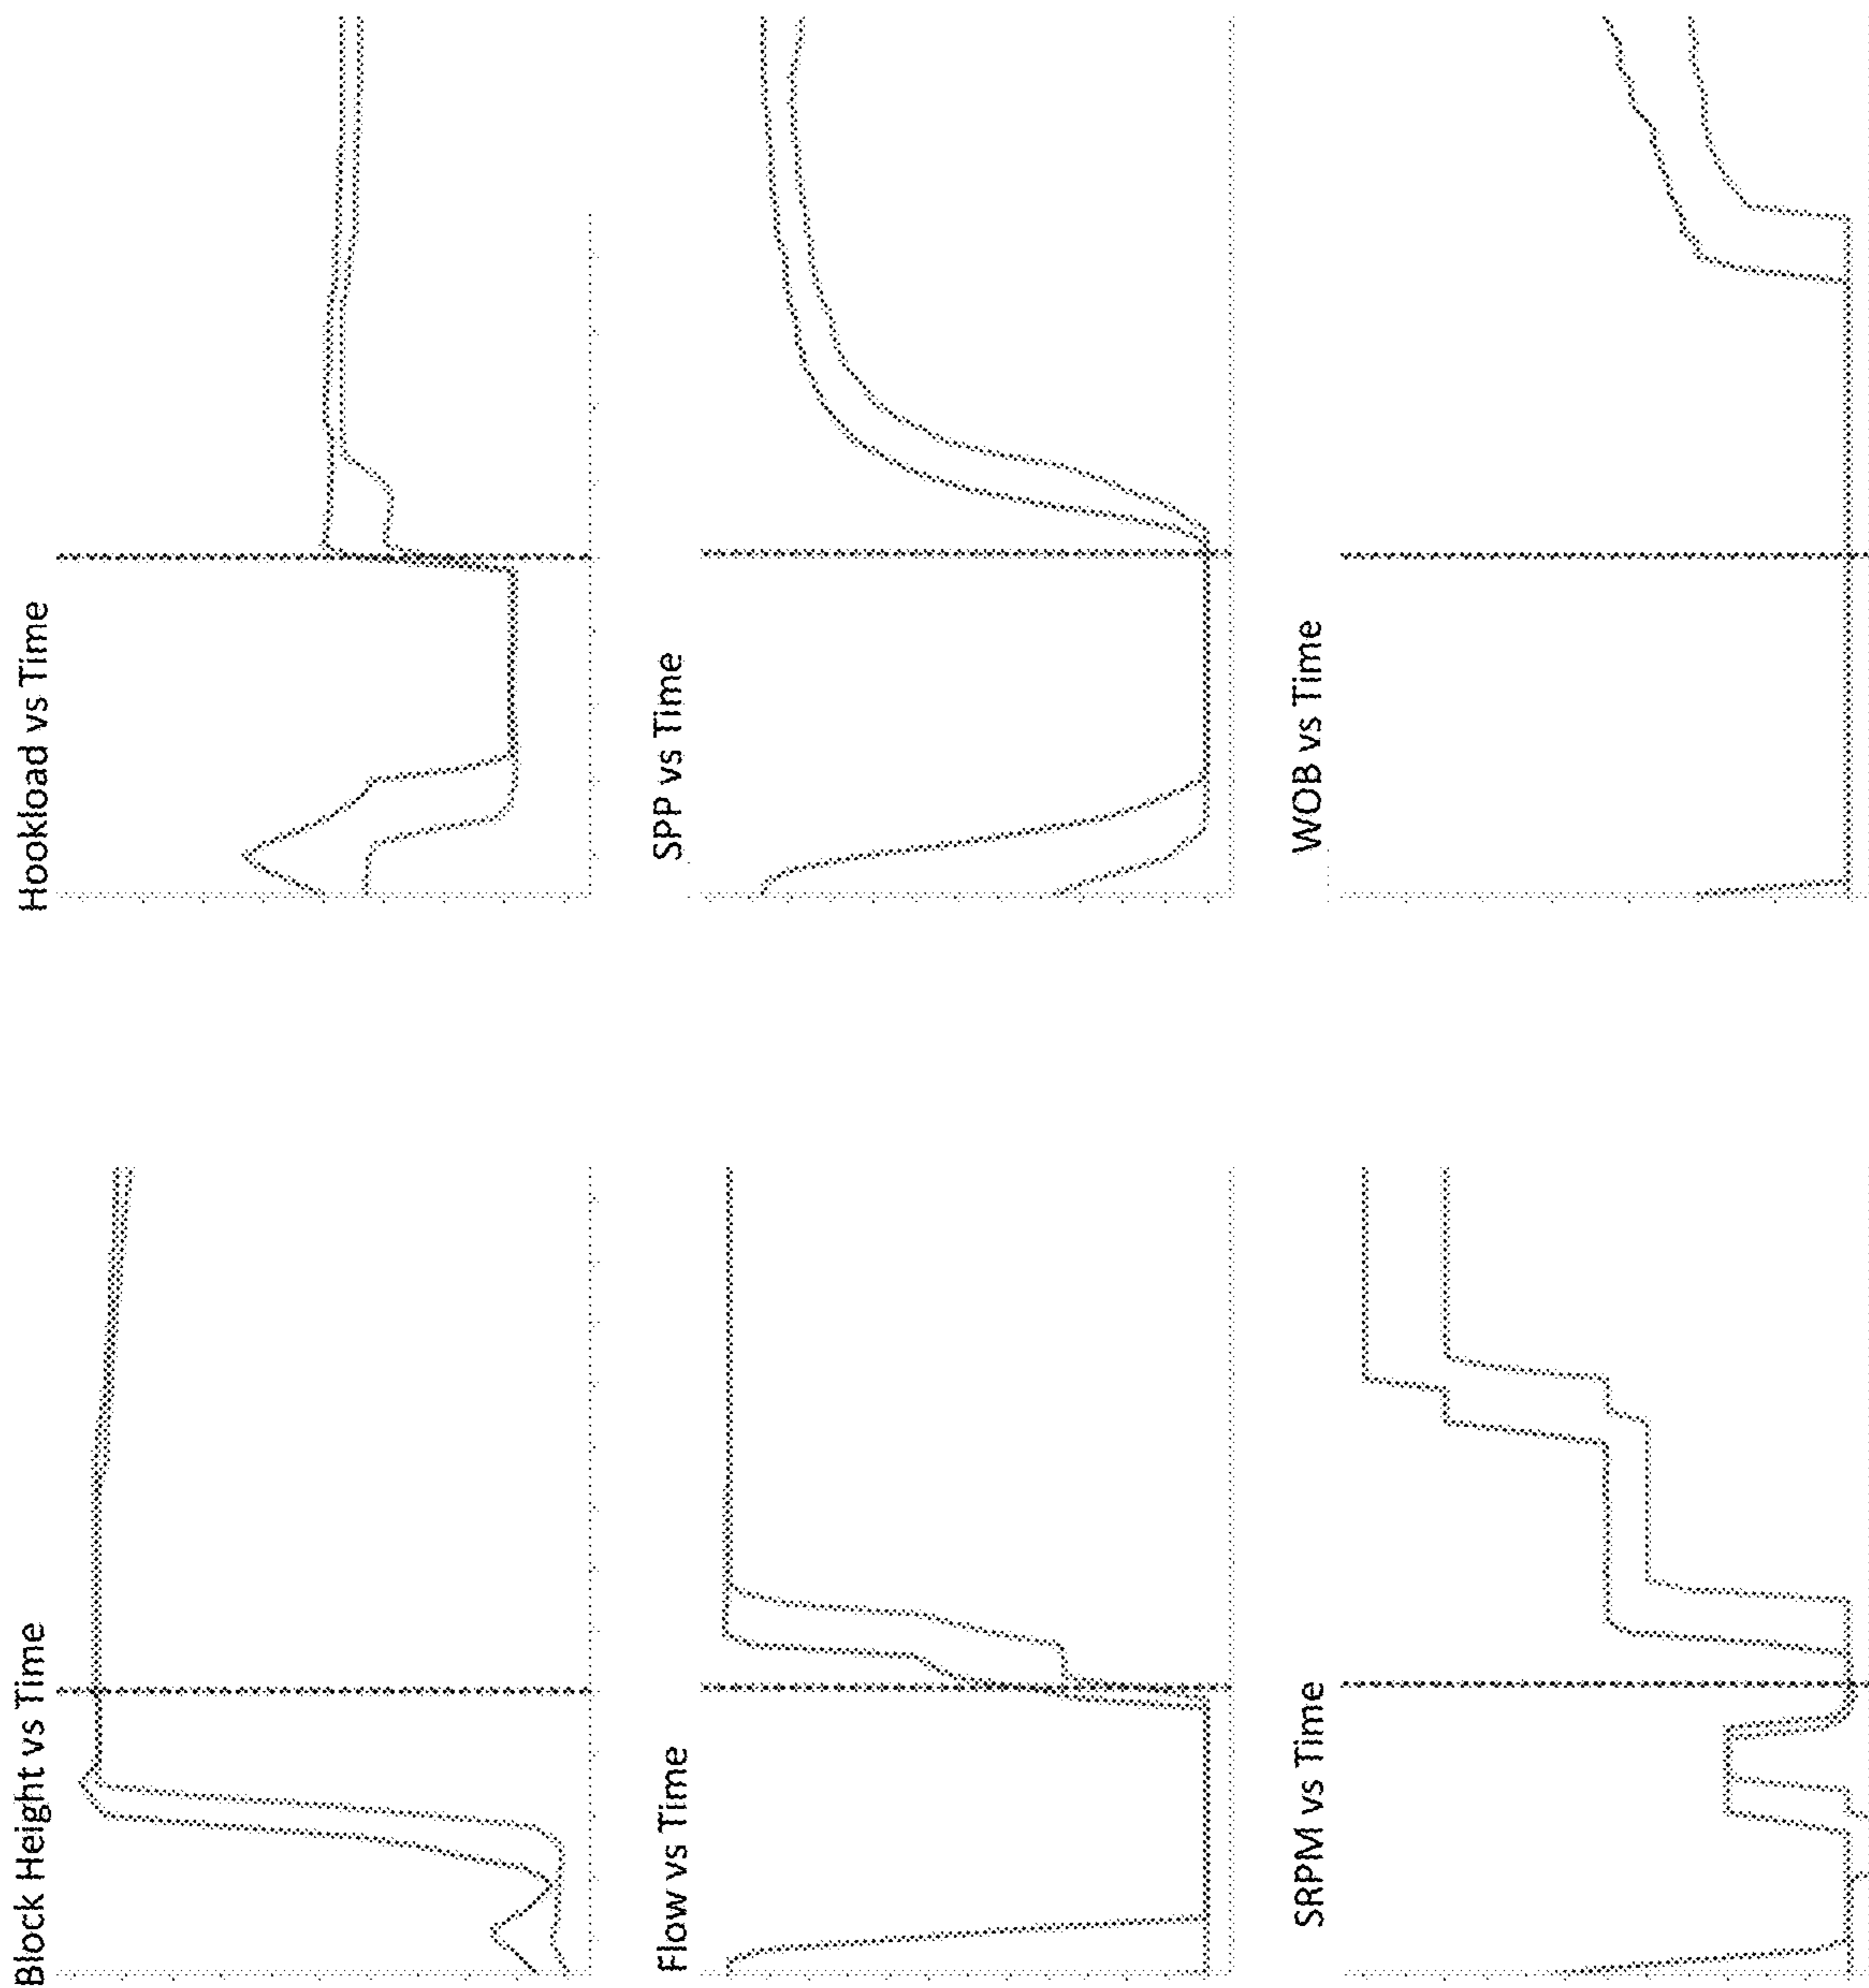 Block Height vs Time
Hookload vs Time
Flow vs Time
SPP vs Time
SRPM vs Time
WOB vs Time